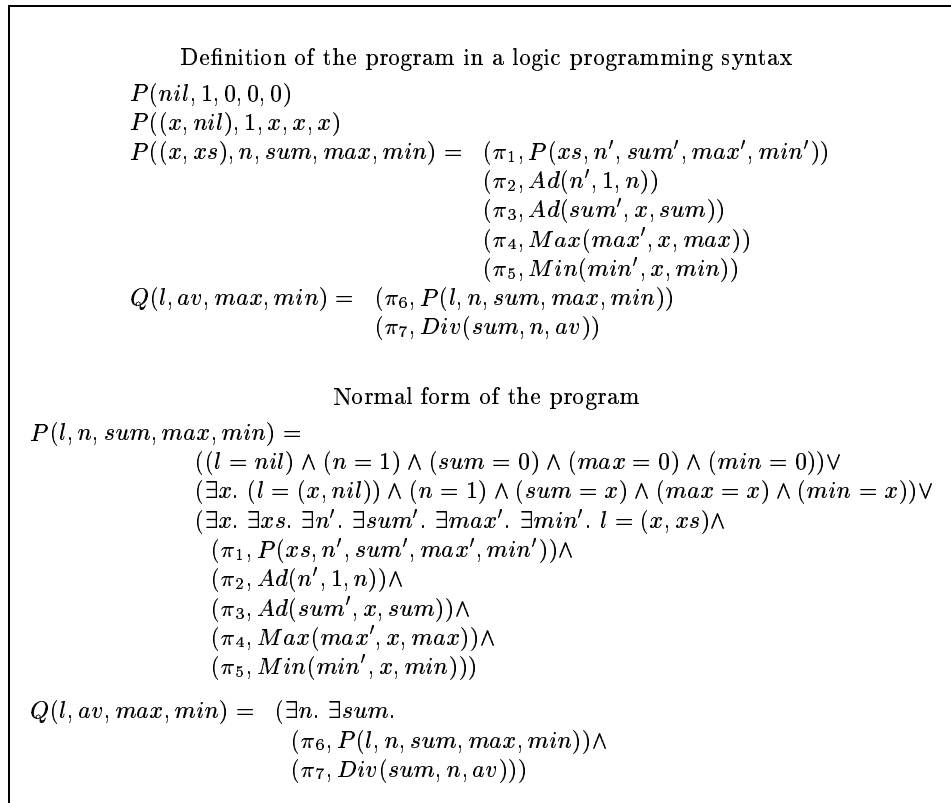 Definition of the program in a logic programming syntax
P(nil, 1, 0, 0, 0)
P((x, nil), 1, x, x, x)
P((x, xs), n, sum, max, min) = (π₁, P(xs, n′, sum′, max′, min′))
(π₂, Ad(n′, 1, n))
(π₃, Ad(sum′, x, sum))
(π₄, Max(max′, x, max))
(π₅, Min(min′, x, min))
Q(l, av, max, min) = (π₆, P(l, n, sum, max, min))
(π₇, Div(sum, n, av))
Normal form of the program
P(l, n, sum, max, min) =
((l = nil) ∧ (n = 1) ∧ (sum = 0) ∧ (max = 0) ∧ (min = 0))∨
(∃x. (l = (x, nil)) ∧ (n = 1) ∧ (sum = x) ∧ (max = x) ∧ (min = x))∨
(∃x. ∃xs. ∃n′. ∃sum′. ∃max′. ∃min′. l = (x, xs)∧
(π₁, P(xs, n′, sum′, max′, min′))∧
(π₂, Ad(n′, 1, n))∧
(π₃, Ad(sum′, x, sum))∧
(π₄, Max(max′, x, max))∧
(π₅, Min(min′, x, min)))
Q(l, av, max, min) = (∃n. ∃sum.
(π₆, P(l, n, sum, max, min))∧
(π₇, Div(sum, n, av)))